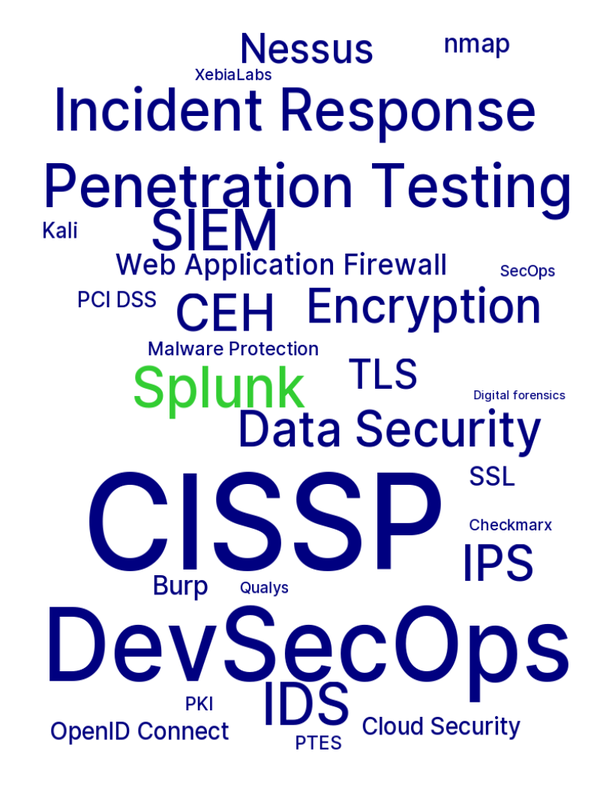 Nessus
nmap
XebiaLabs
Incident Response
Penetration Testing
SIEM
Kali
Web Application Firewall
SecOps
PCI DSS
CEH
Encryption
Malware Protection
Splunk
TLS
Digital forensics
Data Security
SSL
CISSP
Checkmarx
IPS
Burp
Qualys
DevSecOps
PKI
IDS
OpenID Connect
Cloud Security
PTES